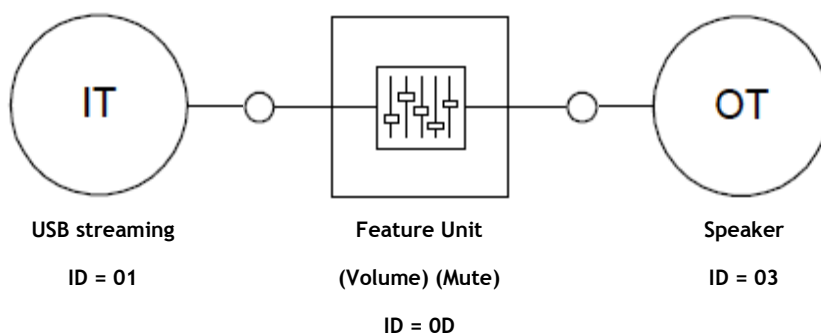 IT
OT
USB streaming
Feature Unit
Speaker
ID = 01
(Volume) (Mute)
ID = 03
ID = 0D